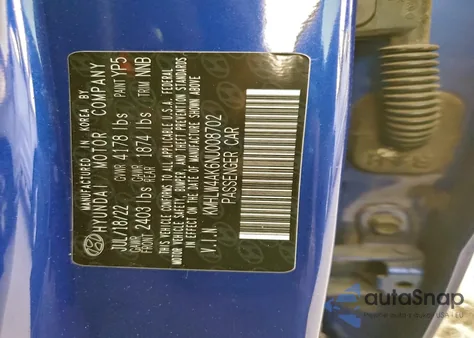 MANUFACTURED IN KOREA, BY
HYUNDAI MOTOR COMPANY
JUL/18/22 GVWR 4178 lbs PAINT YP5
GAWR FRONT 2403 lbs GAWR REAR 1874 lbs TRIM NNB
THIS VEHICLE CONFORMS TO ALL APPLICABLE U.S.A. FEDERAL
MOTOR VEHICLE SAFETY, BUMPER, AND THEFT PREVENTION STANDARDS
IN EFFECT ON THE DATE OF MANUFACTURE SHOWN ABOVE.
V.I.N. KMHLW4AKGNU008702
PASSENGER CAR
autaSnap